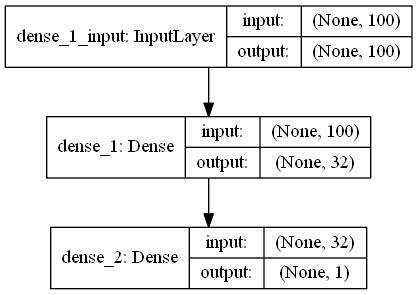 dense_1_input: InputLayer
input: (None, 100)
output: (None, 100)
dense_1: Dense
input: (None, 100)
output: (None, 32)
dense_2: Dense
input: (None, 32)
output: (None, 1)